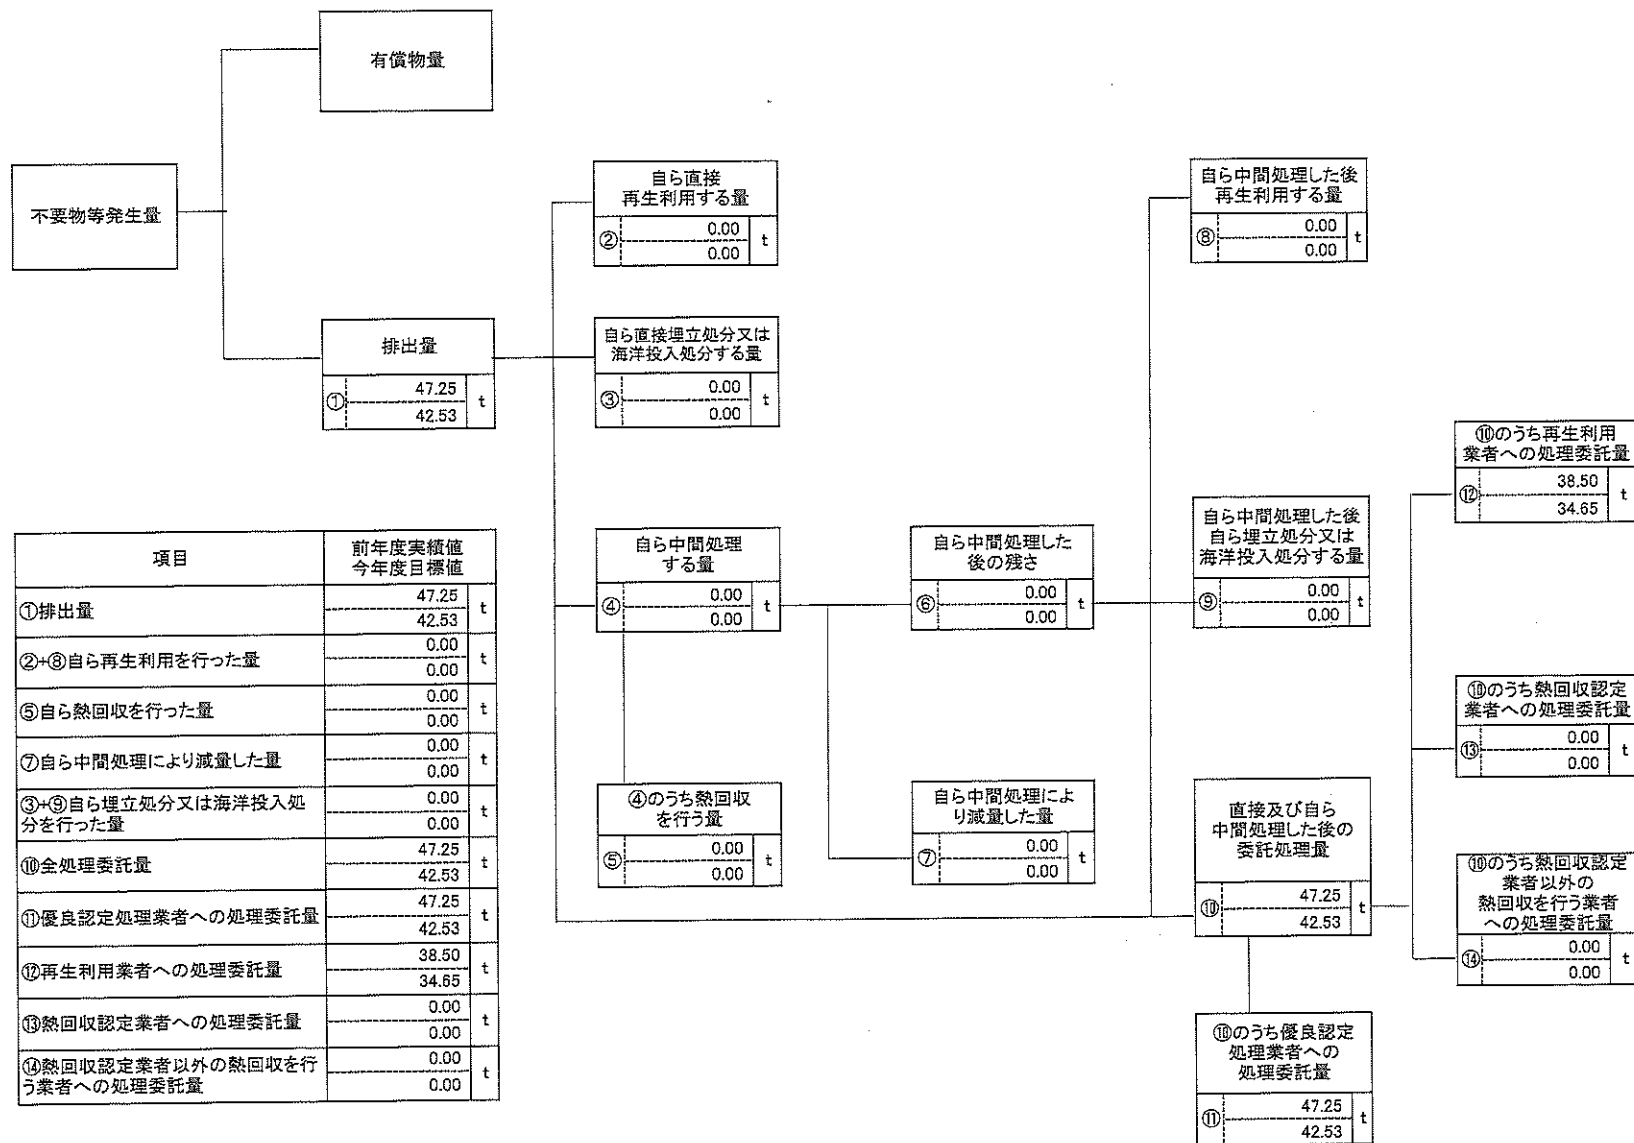 有償物量
不要物等発生量
排出量
①
47.25
42.53
t
自ら直接
再生利用する量
②
0.00
0.00
t
自ら直接埋立処分又は
海洋投入処分する量
③
0.00
0.00
t
自ら中間処理
する量
④
0.00
0.00
t
④のうち熱回収
を行う量
⑤
0.00
0.00
t
自ら中間処理した
後の残さ
⑥
0.00
0.00
t
自ら中間処理によ
り減量した量
⑦
0.00
0.00
t
自ら中間処理した後
再生利用する量
⑧
0.00
0.00
t
自ら中間処理した後
自ら埋立処分又は
海洋投入処分する量
⑨
0.00
0.00
t
直接及び自ら
中間処理した後の
委託処理量
⑩
47.25
42.53
t
⑩のうち優良認定
処理業者への
処理委託量
⑪
47.25
42.53
t
⑩のうち再生利用
業者への処理委託量
⑫
38.50
34.65
t
⑩のうち熱回収認定
業者への処理委託量
⑬
0.00
0.00
t
⑩のうち熱回収認定
業者以外の
熱回収を行う業者
への処理委託量
⑭
0.00
0.00
t
項目
前年度実績値
今年度目標値
①排出量
47.25
42.53
t
②+⑧自ら再生利用を行った量
0.00
0.00
t
⑤自ら熱回収を行った量
0.00
0.00
t
⑦自ら中間処理により減量した量
0.00
0.00
t
③+⑨自ら埋立処分又は海洋投入処
分を行った量
0.00
0.00
t
⑩全処理委託量
47.25
42.53
t
⑪優良認定処理業者への処理委託量
47.25
42.53
t
⑫再生利用業者への処理委託量
38.50
34.65
t
⑬熱回収認定業者への処理委託量
0.00
0.00
t
⑭熱回収認定業者以外の熱回収を行
う業者への処理委託量
0.00
0.00
t